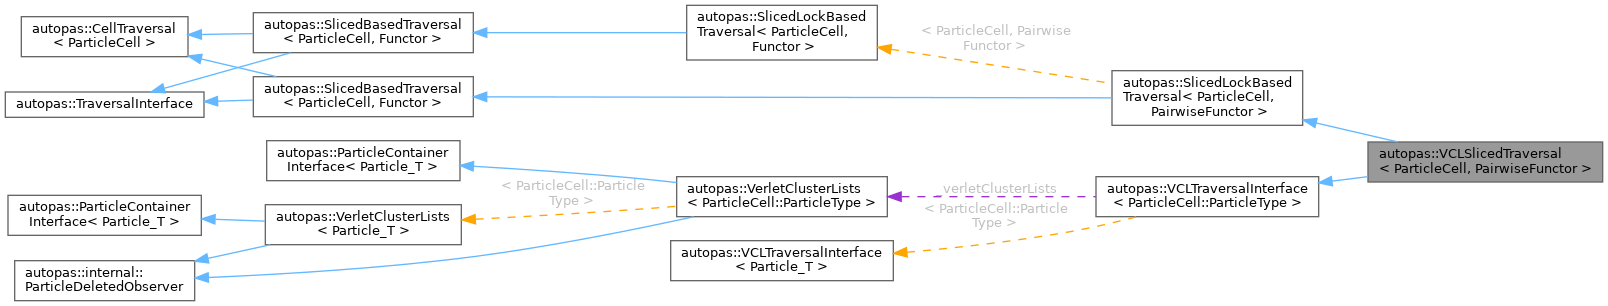 autopas::CellTraversal
< ParticleCell >
autopas::TraversalInterface
autopas::SlicedBasedTraversal
< ParticleCell, Functor >
autopas::SlicedBasedTraversal
< ParticleCell, Functor >
autopas::SlicedLockBased
Traversal< ParticleCell,
Functor >
< ParticleCell, Pairwise
Functor >
autopas::SlicedLockBased
Traversal< ParticleCell,
PairwiseFunctor >
autopas::VCLSlicedTraversal
< ParticleCell, PairwiseFunctor >
autopas::ParticleContainer
Interface< Particle_T >
autopas::ParticleContainer
Interface< Particle_T >
autopas::internal::
ParticleDeletedObserver
autopas::VerletClusterLists
< Particle_T >
< ParticleCell::Particle
Type >
autopas::VerletClusterLists
< ParticleCell::ParticleType >
_verletClusterLists
< ParticleCell::Particle
Type >
autopas::VCLTraversalInterface
< ParticleCell::ParticleType >
autopas::VCLTraversalInterface
< Particle_T >